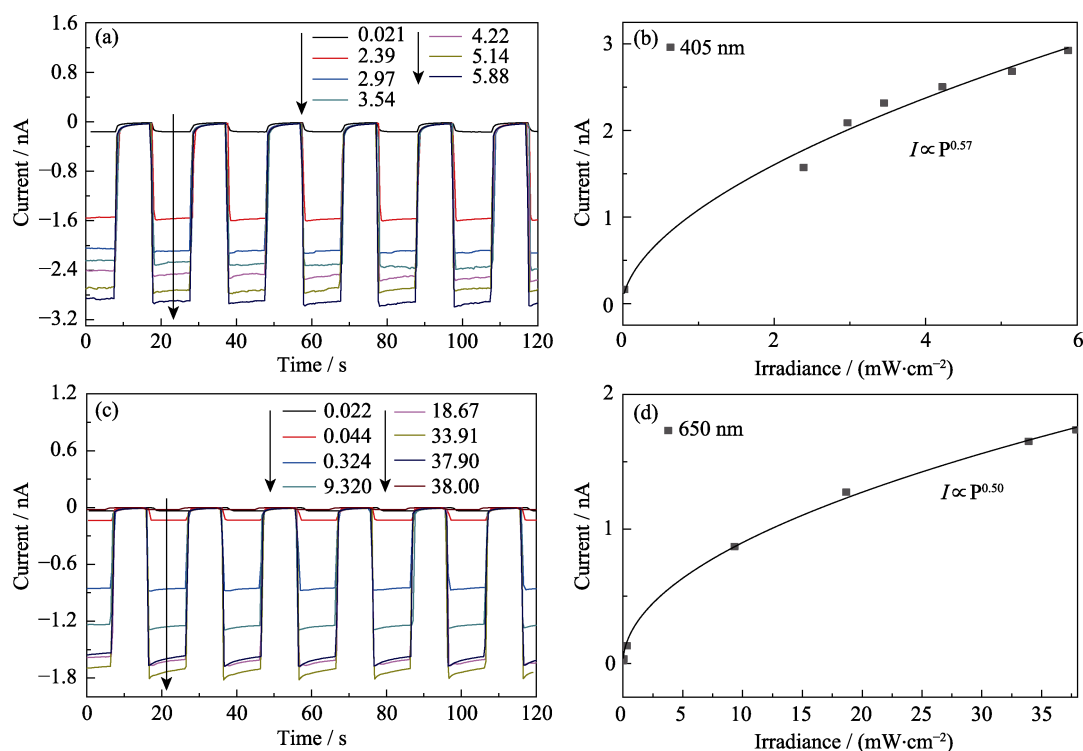 (a)
0.021
2.39
2.97
3.54
4.22
5.14
5.88
1.6
0.8
0
−0.8
−1.6
−2.4
−3.2
Current / nA
0 20 40 60 80 100 120
Time / s
(b)
405 nm
I∝P^0.57
3
2
1
0
Current / nA
0 2 4 6
Irradiance / (mW·cm⁻²)
(c)
0.022
0.044
0.324
9.320
18.67
33.91
37.90
38.00
1.2
0.6
0
−0.6
−1.2
−1.8
Current / nA
0 20 40 60 80 100 120
Time / s
(d)
650 nm
I∝P^0.50
2
1
0
Current / nA
0 5 10 15 20 25 30 35
Irradiance / (mW·cm⁻²)